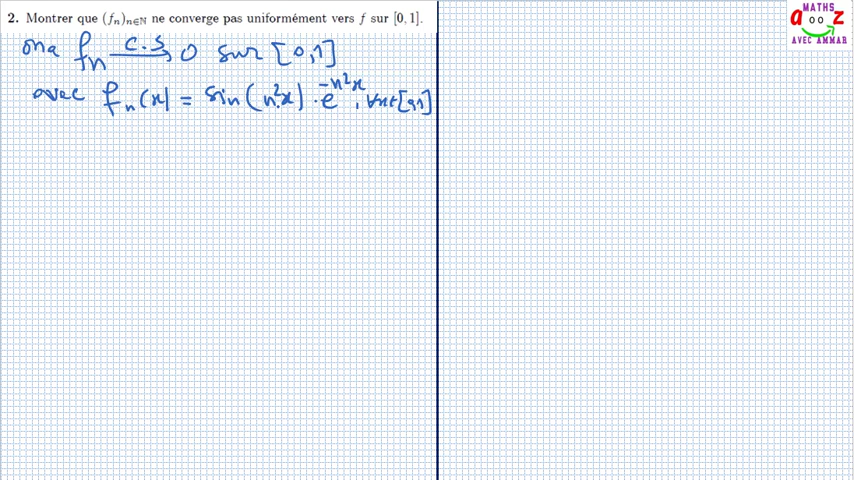 2. Montrer que (fₙ)ₙ∈ℕ ne converge pas uniformément vers f sur [0, 1].
ona fₙ —C.S→ 0 sur [0,1]
avec fₙ(x) = sin(n²x) · e^{-n²x}, ∀x∈[0,1]
MATHS
a oo z
AVEC AMMAR